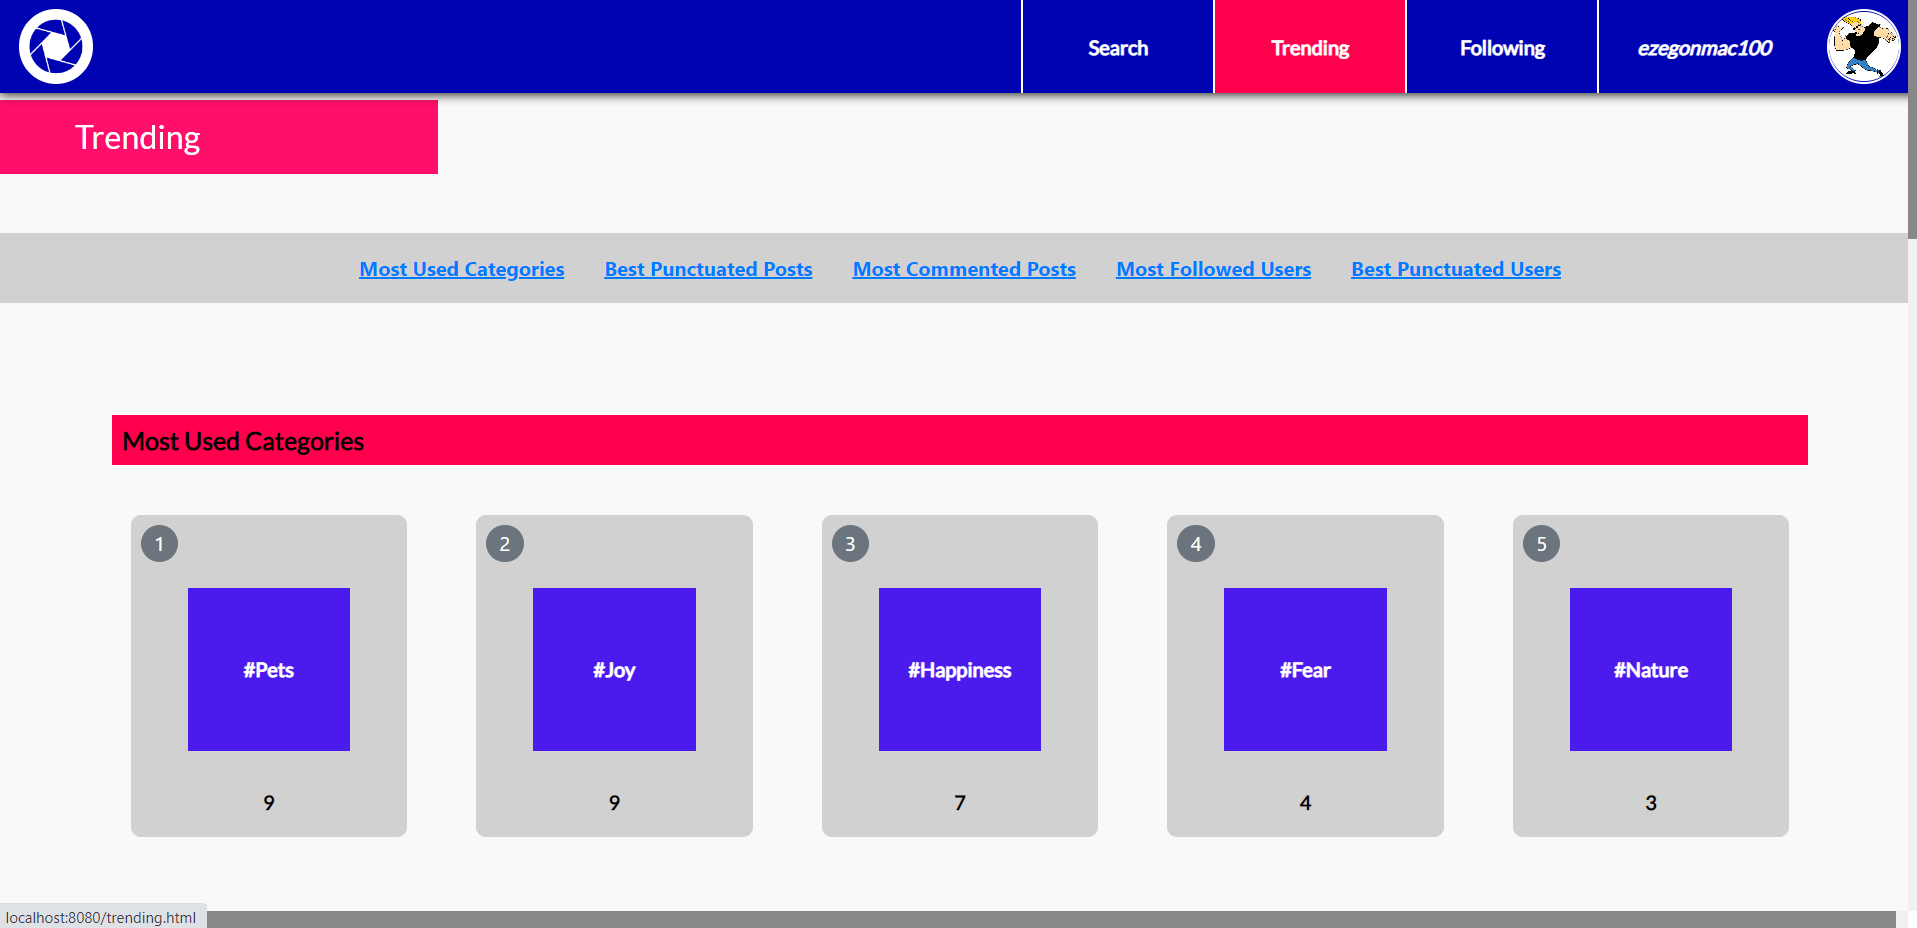 Search Trending Following ezegonmac100
Trending
Most Used Categories Best Punctuated Posts Most Commented Posts Most Followed Users Best Punctuated Users
Most Used Categories
1 2 3 4 5
#Pets #Joy #Happiness #Fear #Nature
9 9 7 4 3
localhost:8080/trending.html